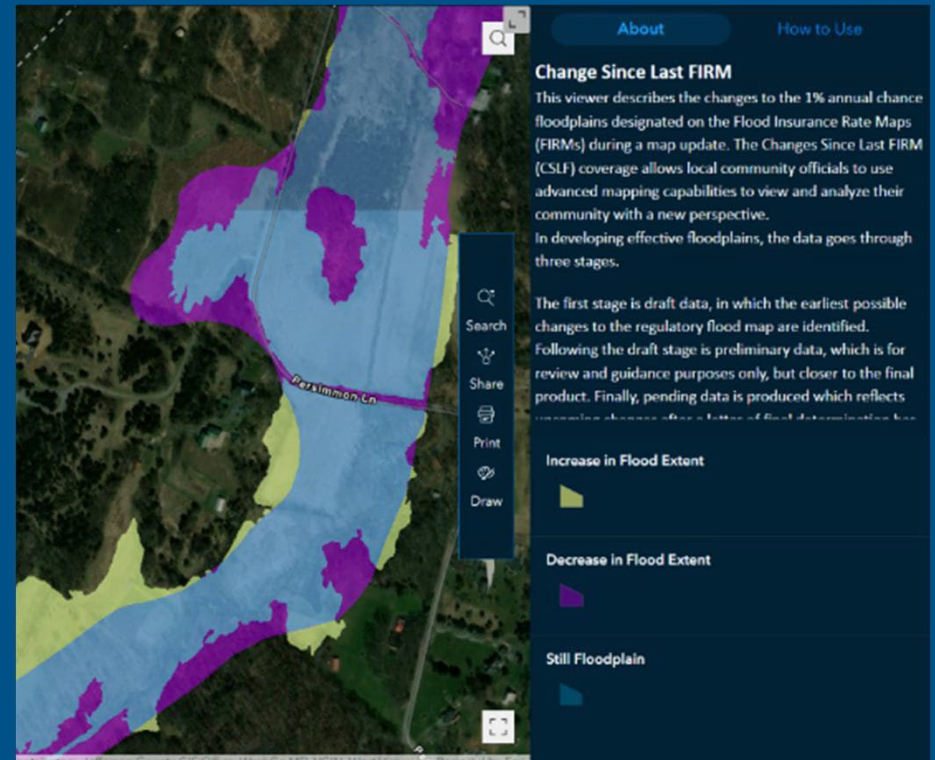 About
How to Use
Change Since Last FIRM
This viewer describes the changes to the 1% annual chance
floodplains designated on the Flood Insurance Rate Maps
(FIRMs) during a map update. The Changes Since Last FIRM
(CSLF) coverage allows local community officials to use
advanced mapping capabilities to view and analyze their
community with a new perspective.
In developing effective floodplains, the data goes through
three stages.
The first stage is draft data, in which the earliest possible
changes to the regulatory flood map are identified.
Following the draft stage is preliminary data, which is for
review and guidance purposes only, but closer to the final
product. Finally, pending data is produced which reflects
Search
Share
Print
Draw
Persimmon Ln
Increase in Flood Extent
Decrease in Flood Extent
Still Floodplain